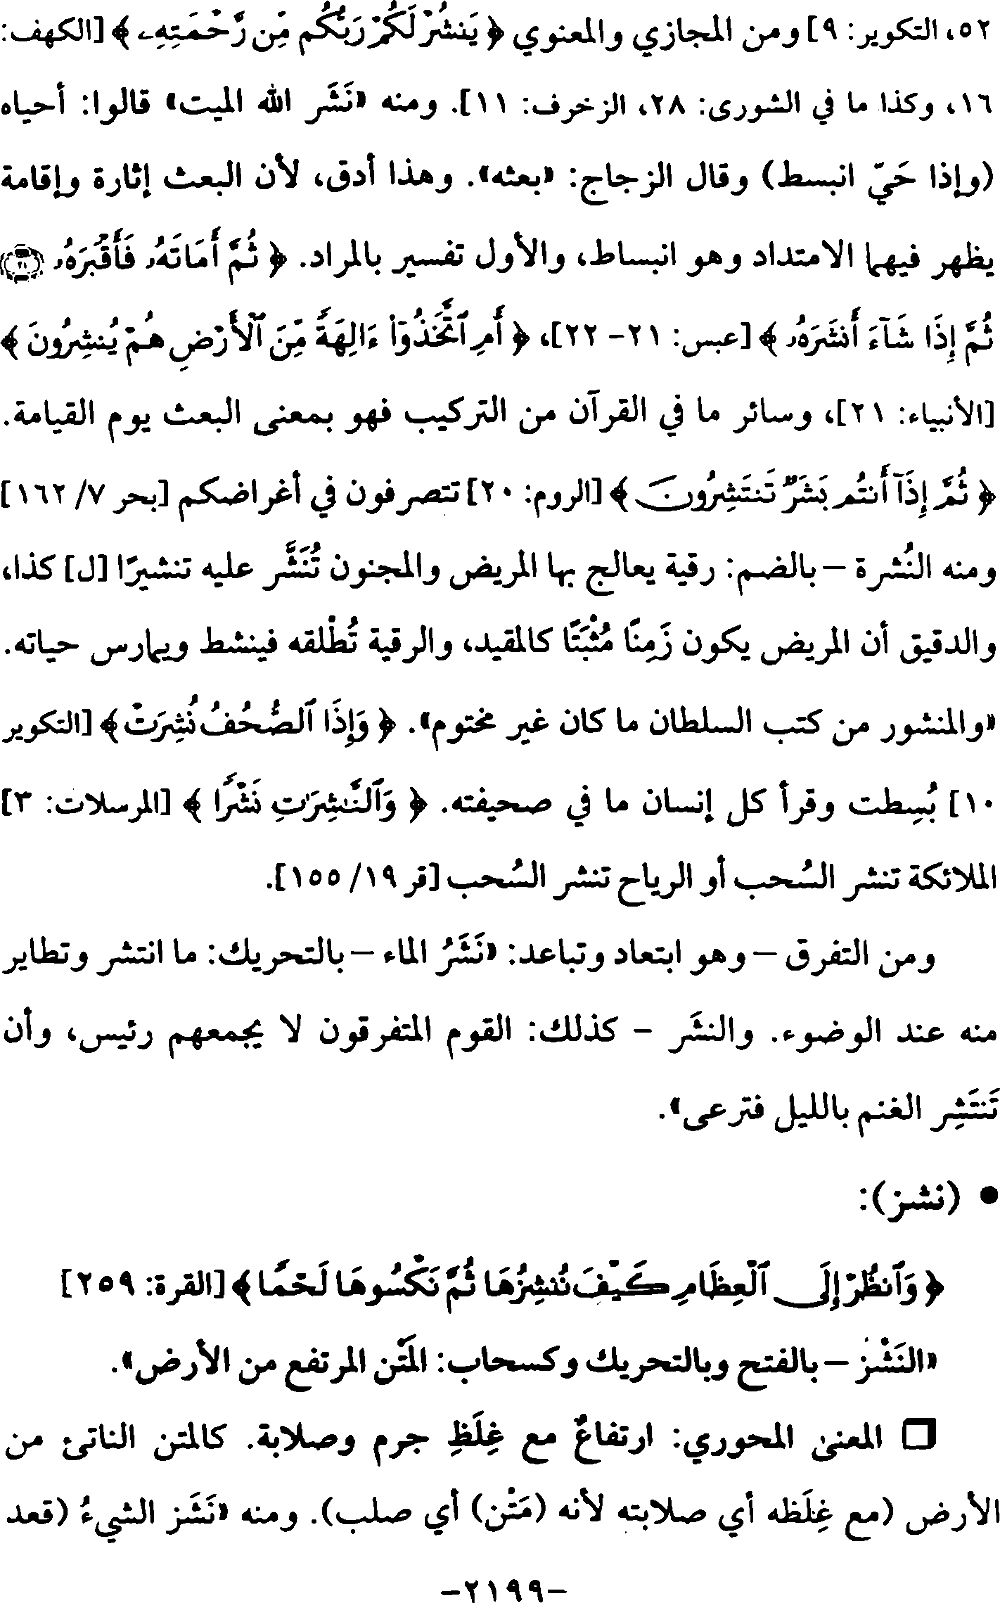 ٥٢، التكوير: ٩] ومن المجازي والمعنوي ﴿ يَنشُرْ لَكُمْ رَبُّكُم مِّن رَّحْمَتِهِۦ ﴾ [الكهف:
١٦، وكذا ما في الشورى: ٢٨، الزخرف: ١١]. ومنه «نَشَر الله الميت» قالوا: أحياه
(وإذا حَيّ انبسط) وقال الزجاج: «بعثه». وهذا أدق، لأن البعث إثارة وإقامة
يظهر فيهما الامتداد وهو انبساط، والأول تفسير بالمراد. ﴿ ثُمَّ أَمَاتَهُۥ فَأَقْبَرَهُۥ ﴿٢١﴾
ثُمَّ إِذَا شَآءَ أَنشَرَهُۥ ﴾ [عبس: ٢١- ٢٢]، ﴿ أَمِ ٱتَّخَذُوٓا۟ ءَالِهَةً مِّنَ ٱلْأَرْضِ هُمْ يُنشِرُونَ ﴾
[الأنبياء: ٢١]، وسائر ما في القرآن من التركيب فهو بمعنى البعث يوم القيامة.
﴿ ثُمَّ إِذَآ أَنتُم بَشَرٌ تَنتَشِرُونَ ﴾ [الروم: ٢٠] تتصرفون في أغراضكم [بحر ٧/ ١٦٢]
ومنه النُشرة – بالضم: رقية يعالج بها المريض والمجنون تُنَشَّر عليه تنشيرًا [ل] كذا،
والدقيق أن المريض يكون زَمِنًا مُثْبَتًا كالمقيد، والرقية تُطْلقه فينشط ويمارس حياته.
«والمنشور من كتب السلطان ما كان غير مختوم». ﴿ وَإِذَا ٱلصُّحُفُ نُشِرَتْ ﴾ [التكوير
١٠] بُسِطت وقرأ كل إنسان ما في صحيفته. ﴿ وَٱلنَّٰشِرَٰتِ نَشْرًا ﴾ [المرسلات: ٣]
الملائكة تنشر السُحب أو الرياح تنشر السُحب [قر ١٩/ ١٥٥].
ومن التفرق – وهو ابتعاد وتباعد: «نَشَرُ الماء – بالتحريك: ما انتشر وتطاير
منه عند الوضوء. والنشَر – كذلك: القوم المتفرقون لا يجمعهم رئيس، وأن
تَنتَشِر الغنم بالليل فترعى».
• (نشز):
﴿ وَٱنظُرْ إِلَى ٱلْعِظَامِ كَيْفَ نُنشِزُهَا ثُمَّ نَكْسُوهَا لَحْمًا ﴾ [القرة: ٢٥٩]
«النَشْز – بالفتح وبالتحريك وكسحاب: المَتْن المرتفع من الأرض».
❏ المعنى المحوري: ارتفاعٌ مع غِلَظِ جرم وصلابة. كالمتن الناتئ من
الأرض (مع غِلَظه أي صلابته لأنه (مَتْن) أي صلب). ومنه «نَشَز الشيءُ (قعد
-٢١٩٩-